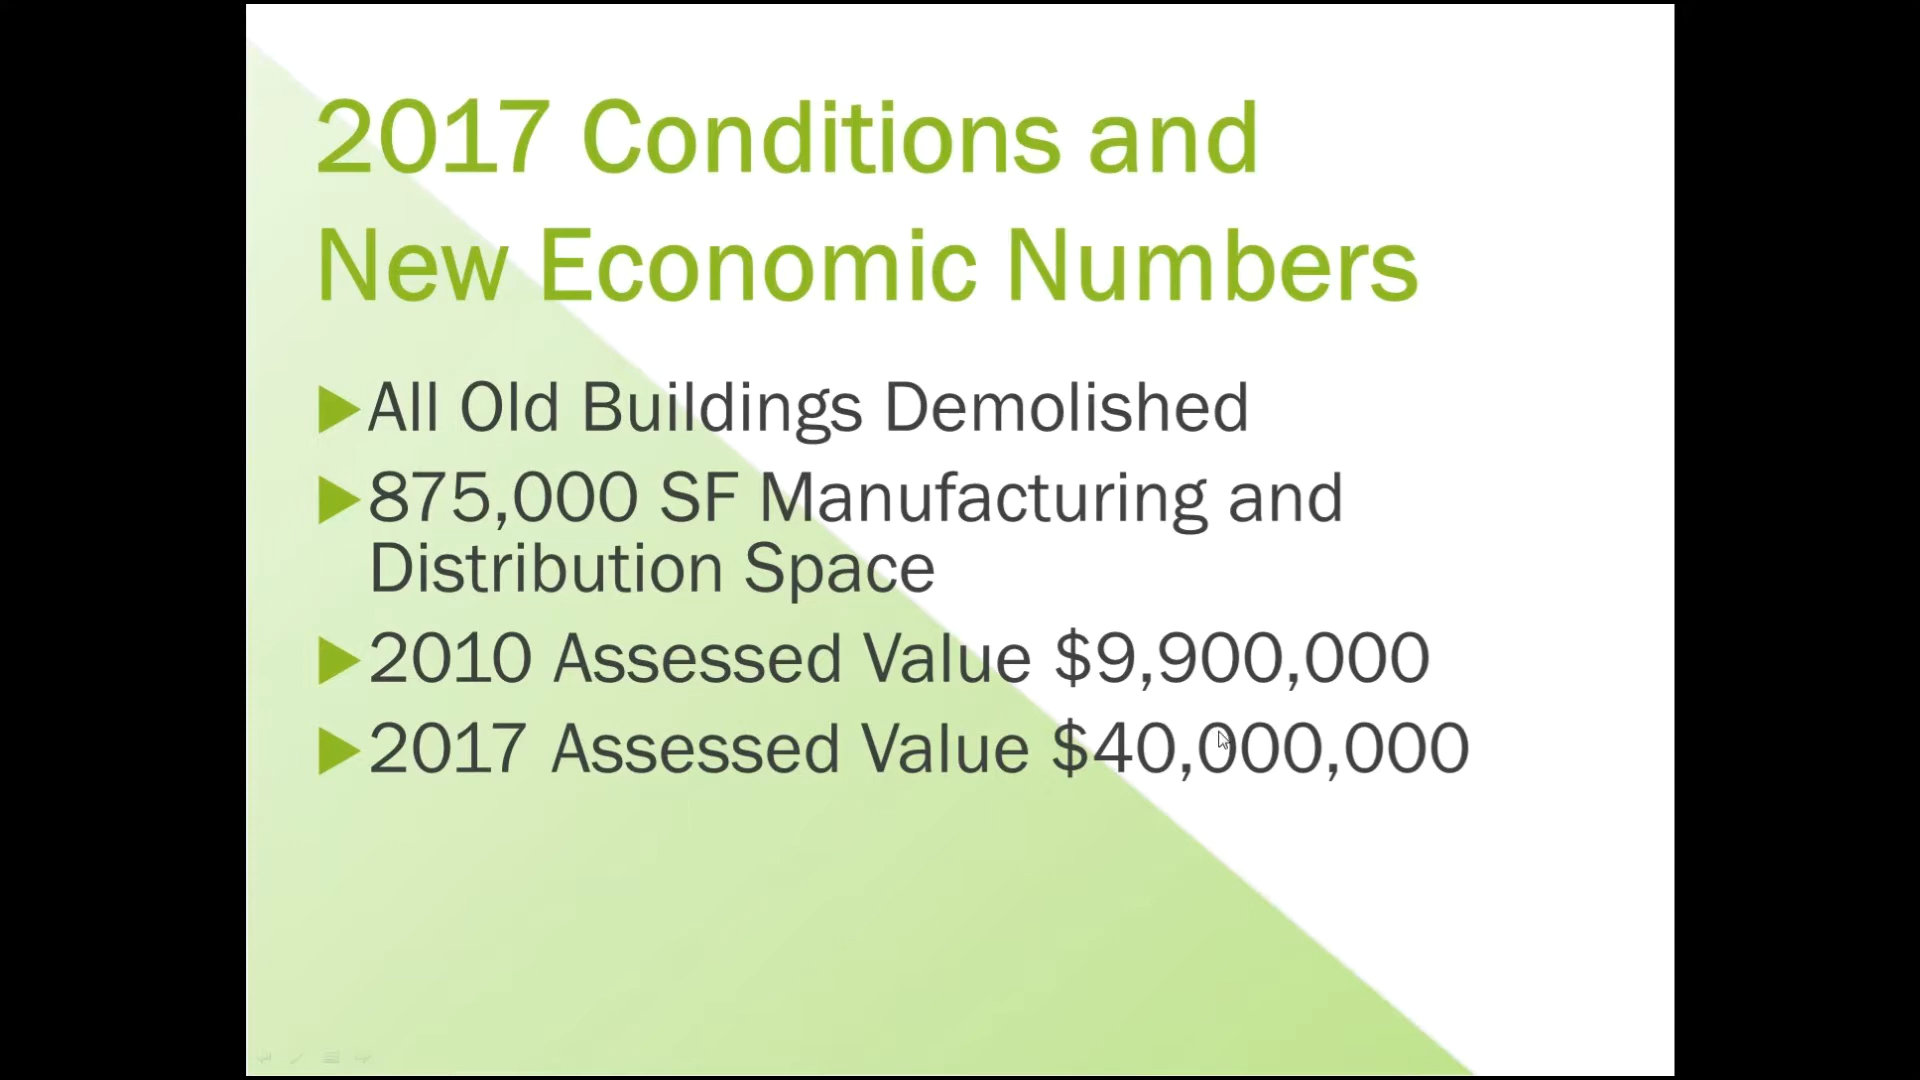 2017 Conditions and
New Economic Numbers
All Old Buildings Demolished
875,000 SF Manufacturing and
Distribution Space
2010 Assessed Value $9,900,000
2017 Assessed Value $40,000,000